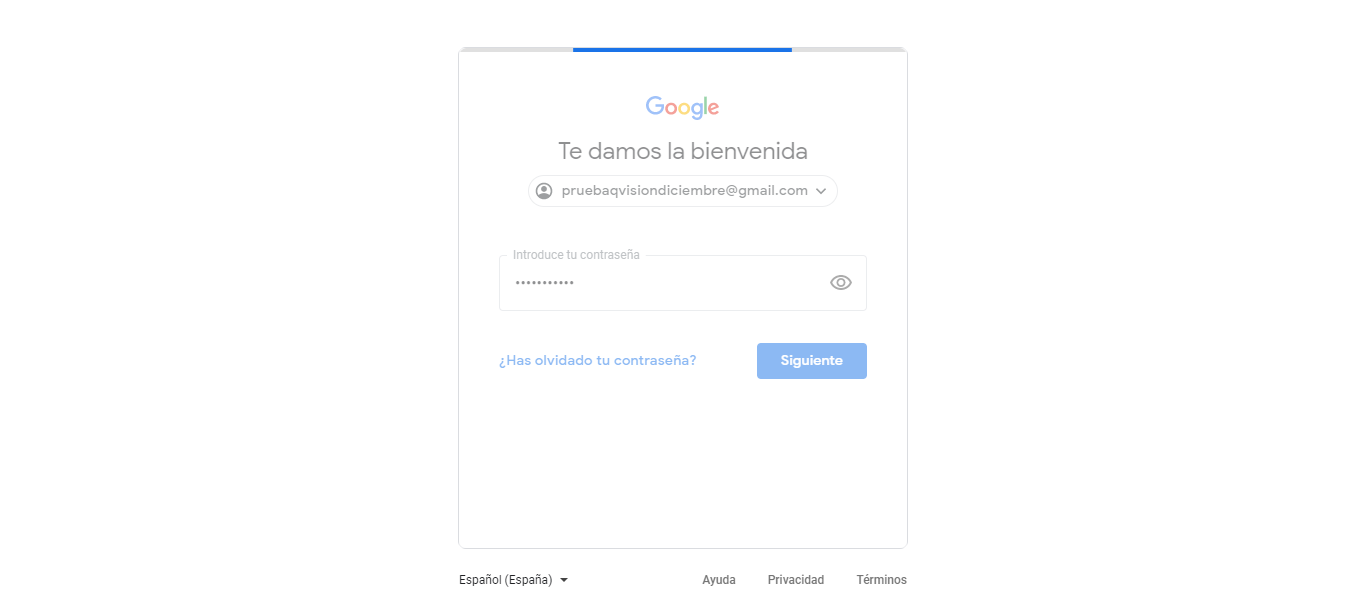 Google
Te damos la bienvenida
pruebaqvisiondiciembre@gmail.com
Introduce tu contraseña
•••••••••••
¿Has olvidado tu contraseña? Siguiente
Español (España) Ayuda Privacidad Términos